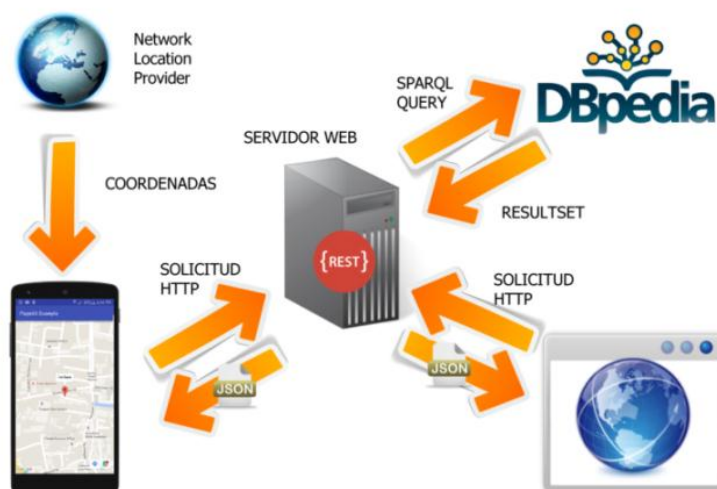 Network
Location
Provider
SPARQL
QUERY
DBpedia
SERVIDOR WEB
COORDENADAS
RESULTSET
{REST}
SOLICITUD
HTTP
SOLICITUD
HTTP
JSON
JSON